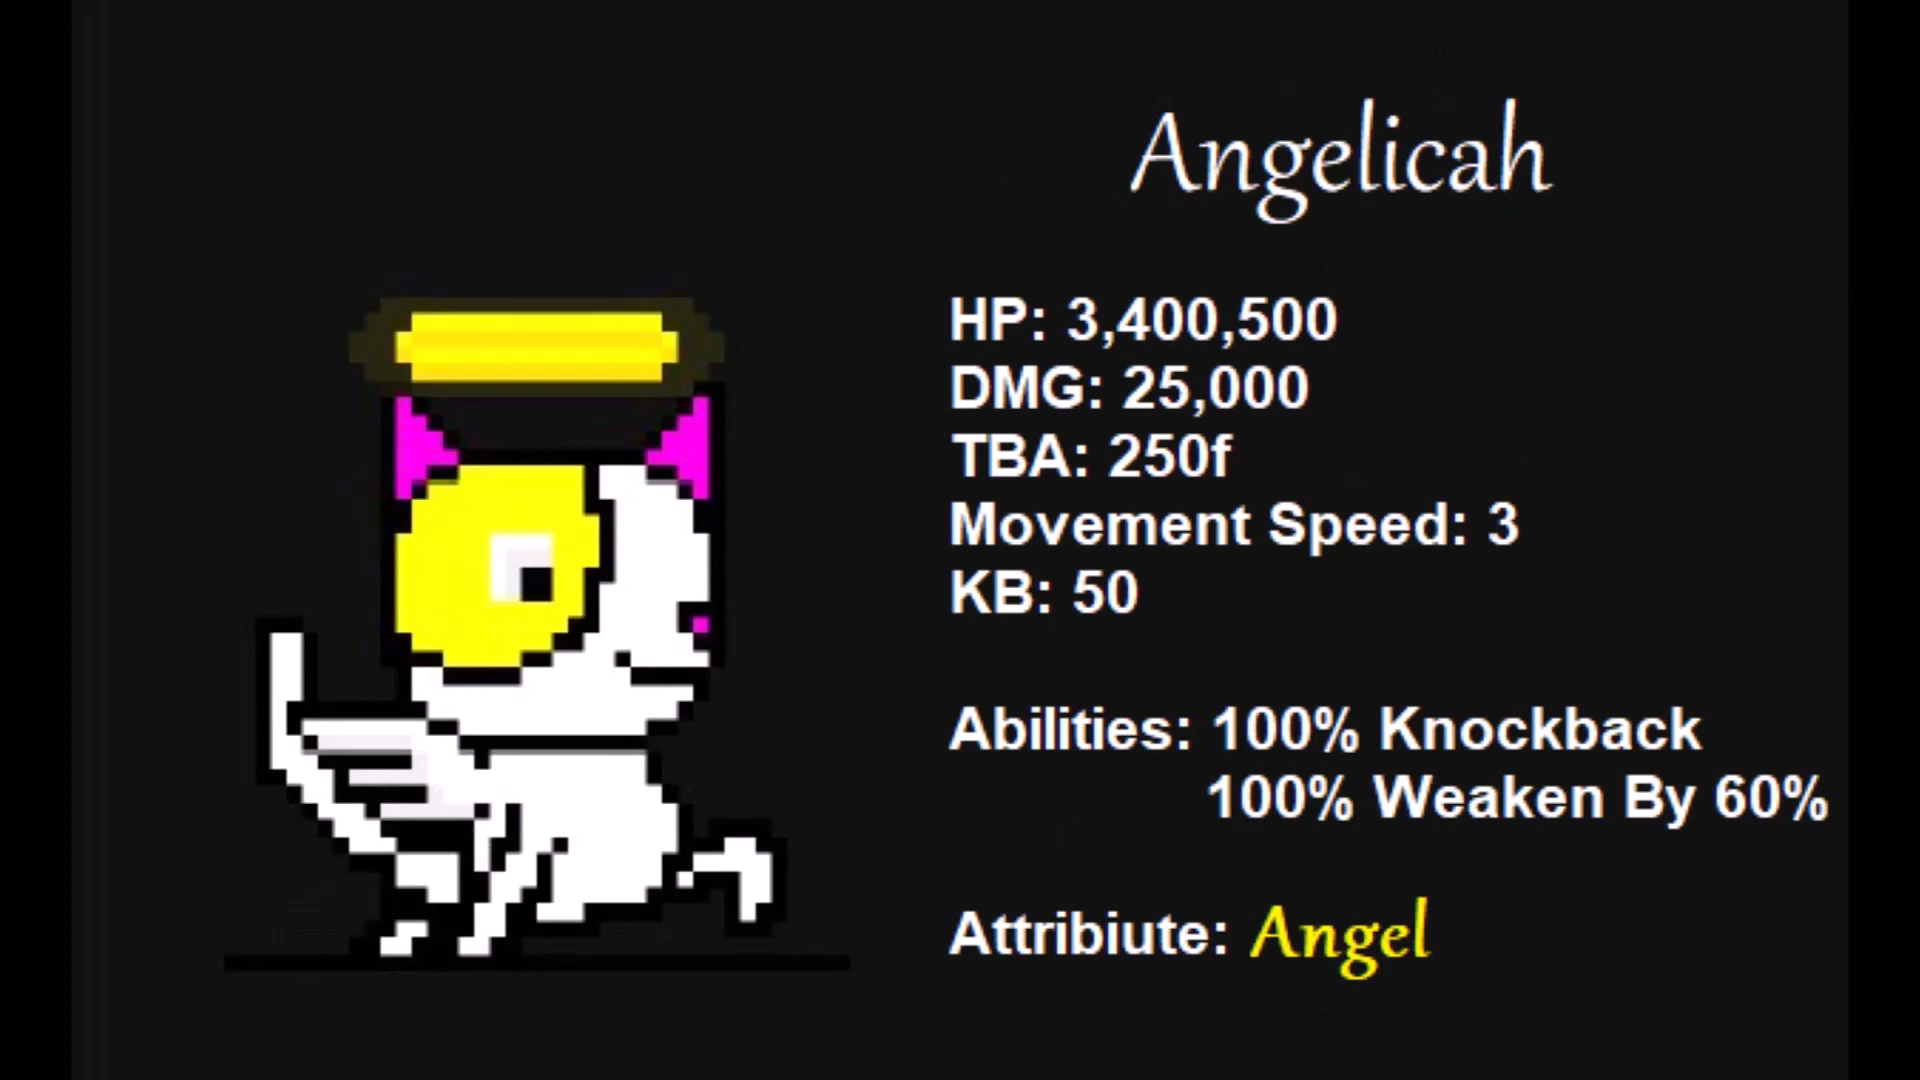 Angelicah
HP: 3,400,500
DMG: 25,000
TBA: 250f
Movement Speed: 3
KB: 50
Abilities: 100% Knockback
100% Weaken By 60%
Attribiute: Angel